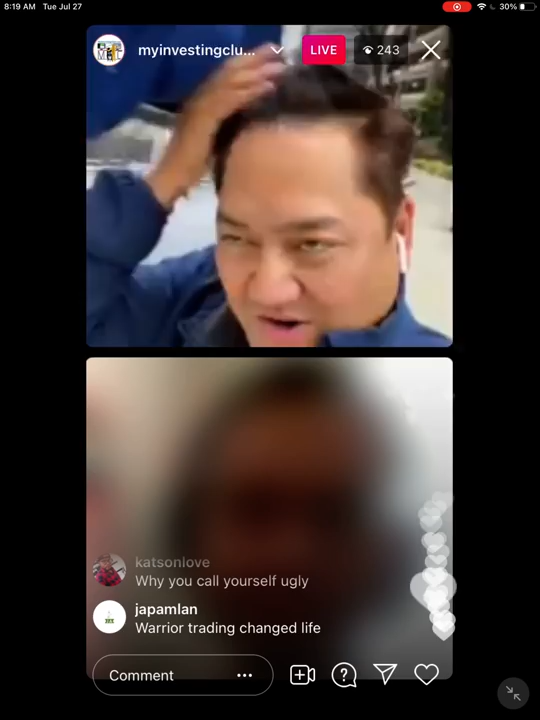 8:19 AM Tue Jul 27
30%
myinvestingclu...
LIVE
243
katsonlove
Why you call yourself ugly
japamlan
Warrior trading changed life
Comment